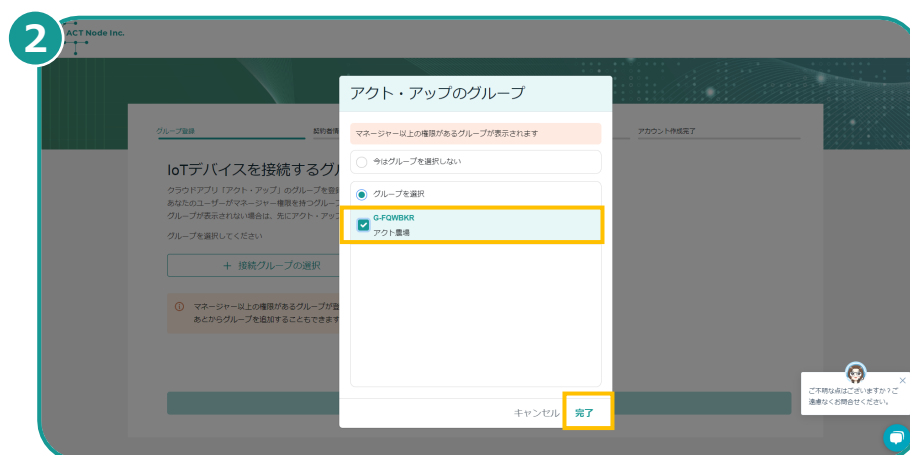 2
ACT Node Inc.
アクト・アップのグループ
グループ登録
契約者情
アカウント作成完了
マネージャー以上の権限があるグループが表示されます
今はグループを選択しない
グループを選択
G-FQWBKR
アクト農場
IoTデバイスを接続するグル
クラウドアプリ「アクト・アップ」のグループを登録
あなたのユーザーがマネージャー権限を持つグループ
グループが表示されない場合は、先にアクト・アップ
グループを選択してください
+ 接続グループの選択
マネージャー以上の権限があるグループが登
あとからグループを追加することもできます
キャンセル
完了
ご不明な点はございますか？ご
遠慮なくお問合せください。